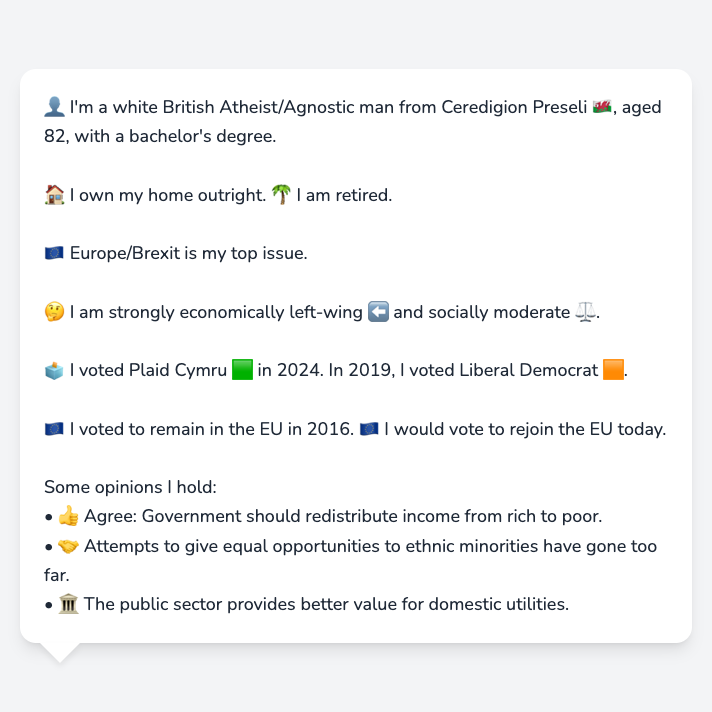 👤 I'm a white British Atheist/Agnostic man from Ceredigion Preseli 🏴󠁧󠁢󠁷󠁬󠁳󠁿, aged
82, with a bachelor's degree.
🏠 I own my home outright. 🌴 I am retired.
🇪🇺 Europe/Brexit is my top issue.
🤔 I am strongly economically left-wing ⬅️ and socially moderate ⚖️.
🗳️ I voted Plaid Cymru 🟩 in 2024. In 2019, I voted Liberal Democrat 🟧.
🇪🇺 I voted to remain in the EU in 2016. 🇪🇺 I would vote to rejoin the EU today.
Some opinions I hold:
• 👍 Agree: Government should redistribute income from rich to poor.
• 🤝 Attempts to give equal opportunities to ethnic minorities have gone too
far.
• 🏛️ The public sector provides better value for domestic utilities.